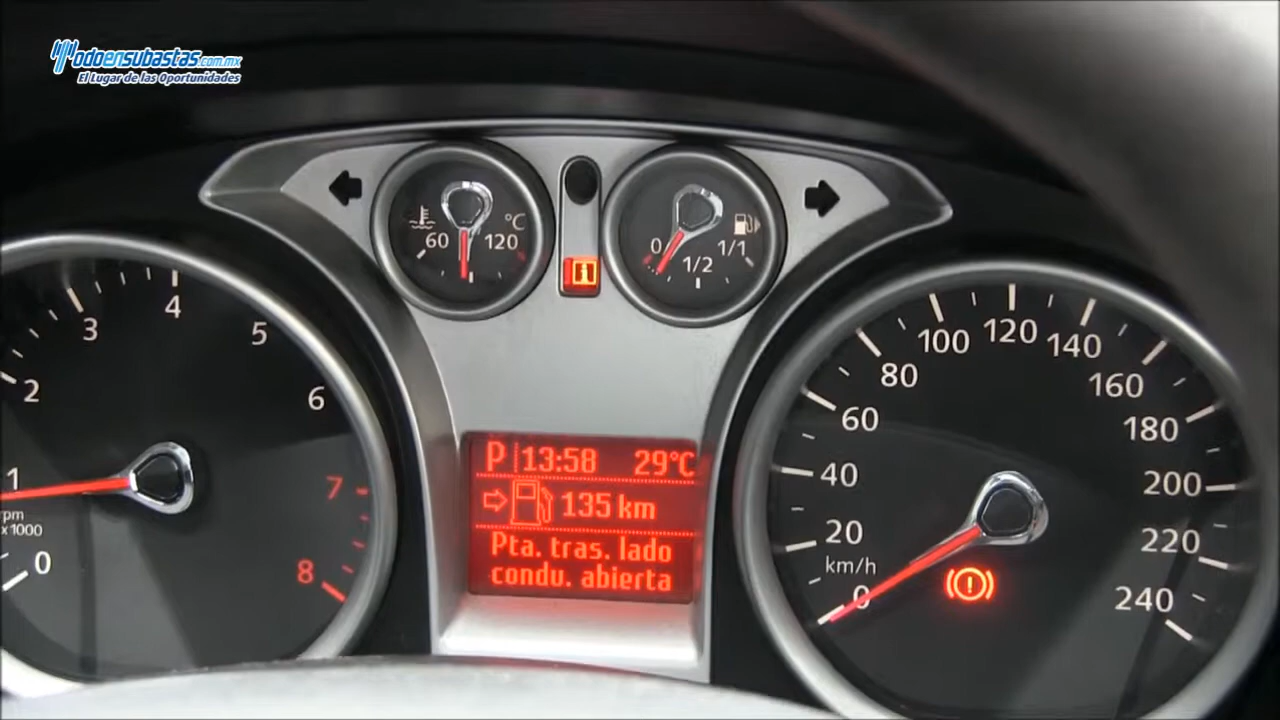 Todoensubastas.com.mx
El Lugar de las Oportunidades
60
120
°C
0
1/2
1/1
0
1
2
3
4
5
6
7
8
rpm
x1000
P 13:58 29°C
135 km
Pta. tras. lado
condu. abierta
0
20
40
60
80
100
120
140
160
180
200
220
240
km/h